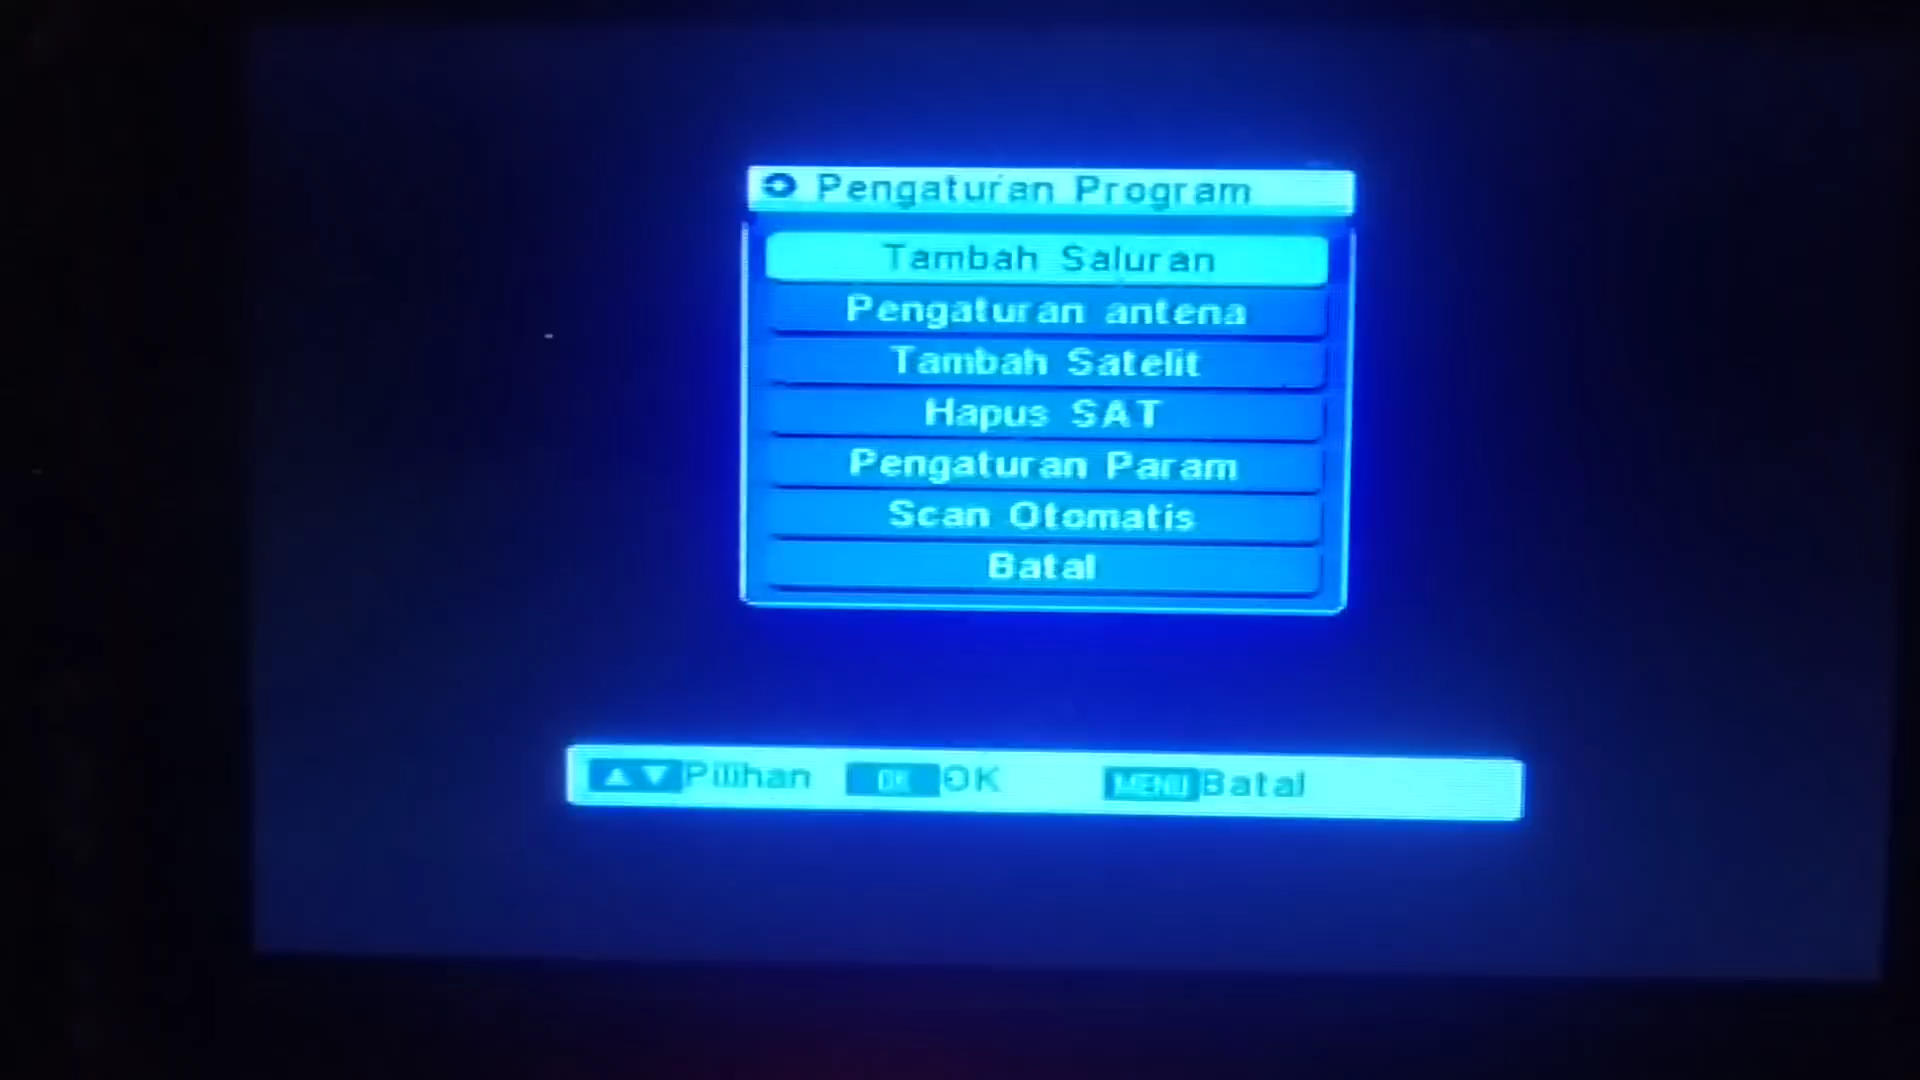 Pengaturan Program
Tambah Saluran
Pengaturan antena
Tambah Satelit
Hapus SAT
Pengaturan Param
Scan Otomatis
Batal
▲▼Pilihan OK OK MENU Batal